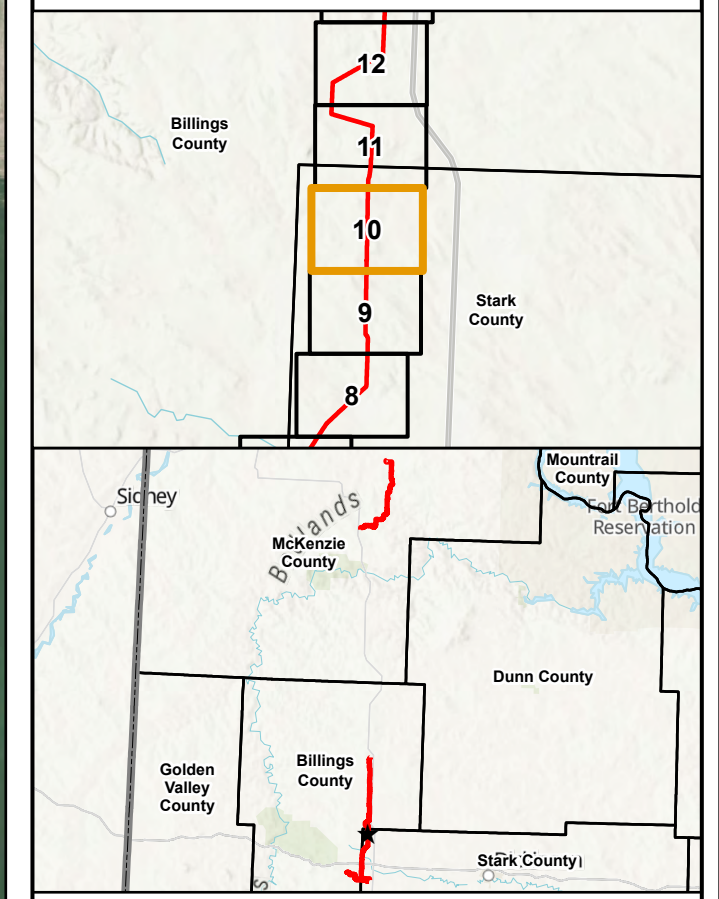 12
Billings
County
11
10
9
Stark
County
8
Mountrail
County
Sidney
Fort Berthold
Reservation
Badlands
McKenzie
County
Dunn County
Billings
County
Golden
Valley
County
Stark County
s